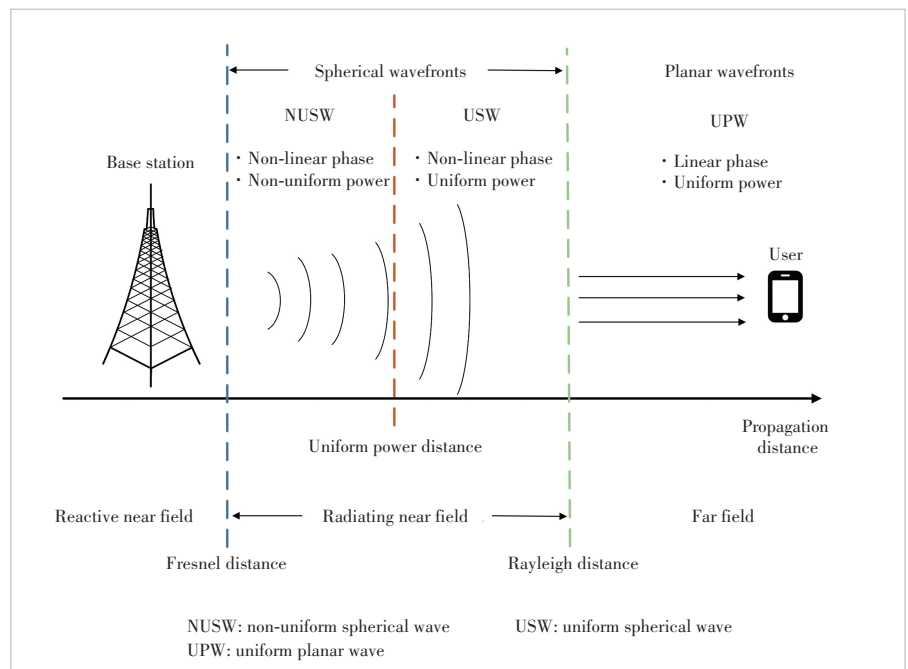 Spherical wavefronts
Planar wavefronts
NUSW
USW
UPW
Base station
· Non-linear phase
· Non-uniform power
· Non-linear phase
· Uniform power
· Linear phase
· Uniform power
User
Uniform power distance
Propagation
distance
Reactive near field
Radiating near field
Far field
Fresnel distance
Rayleigh distance
NUSW: non-uniform spherical wave
USW: uniform spherical wave
UPW: uniform planar wave